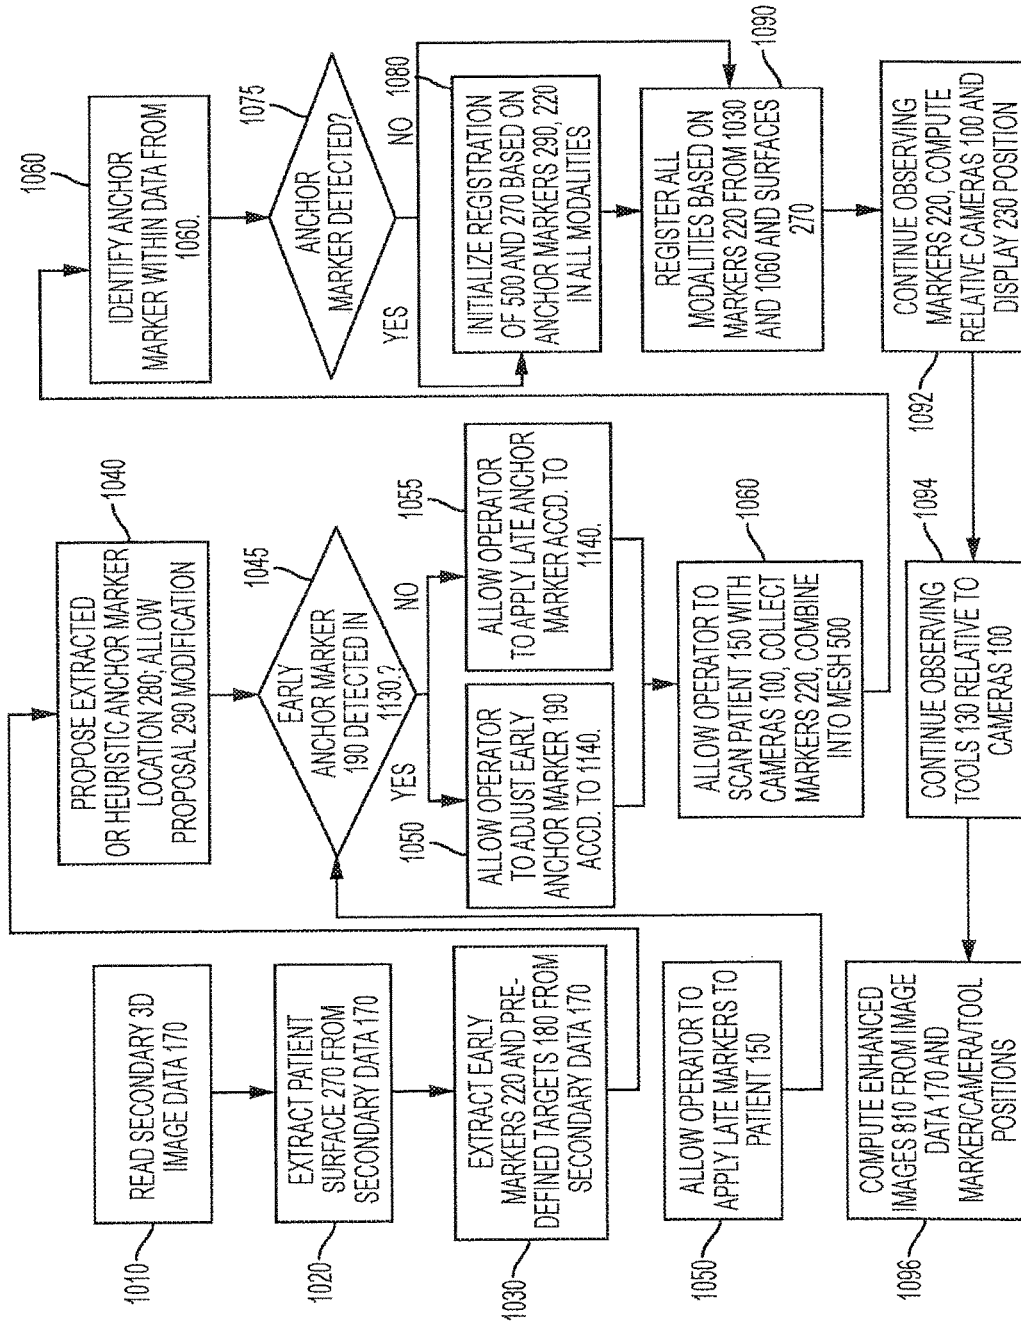 1010
READ SECONDARY 3D
IMAGE DATA 170
1020
EXTRACT PATIENT
SURFACE 270 FROM
SECONDARY DATA 170
1030
EXTRACT EARLY
MARKERS 220 AND PRE-
DEFINED TARGETS 180 FROM
SECONDARY DATA 170
1050
ALLOW OPERATOR TO
APPLY LATE MARKERS TO
PATIENT 150
1040
PROPOSE EXTRACTED
OR HEURISTIC ANCHOR MARKER
LOCATION 280; ALLOW
PROPOSAL 290 MODIFICATION
1045
EARLY
ANCHOR MARKER
190 DETECTED IN
1130?
YES
NO
1050
ALLOW OPERATOR
TO ADJUST EARLY
ANCHOR MARKER 190
ACCD. TO 1140.
1055
ALLOW OPERATOR
TO APPLY LATE ANCHOR
MARKER ACCD. TO
1140.
1060
ALLOW OPERATOR TO
SCAN PATIENT 150 WITH
CAMERAS 100, COLLECT
MARKERS 220, COMBINE
INTO MESH 500
1060
IDENTIFY ANCHOR
MARKER WITHIN DATA FROM
1060.
1075
ANCHOR
MARKER DETECTED?
YES
NO
1080
INITIALIZE REGISTRATION
OF 500 AND 270 BASED ON
ANCHOR MARKERS 290, 220
IN ALL MODALITIES
1090
REGISTER ALL
MODALITIES BASED ON
MARKERS 220 FROM 1030
AND 1060 AND SURFACES
270
1092
CONTINUE OBSERVING
MARKERS 220, COMPUTE
RELATIVE CAMERAS 100 AND
DISPLAY 230 POSITION
1094
CONTINUE OBSERVING
TOOLS 130 RELATIVE TO
CAMERAS 100
1096
COMPUTE ENHANCED
IMAGES 810 FROM IMAGE
DATA 170 AND
MARKER/CAMERA/TOOL
POSITIONS